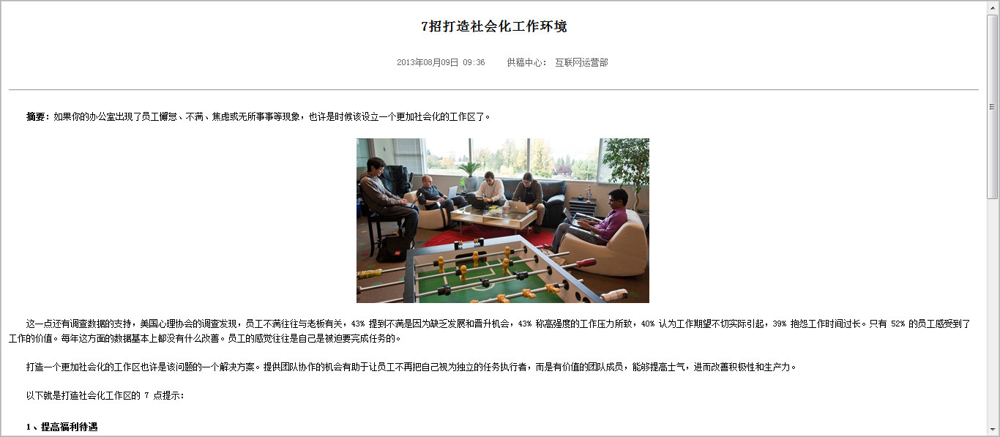 7招打造社会化工作环境
2013年08月09日 09:36 供稿中心: 互联网运营部
摘要：如果你的办公室出现了员工懈怠、不满、焦虑或无所事事等现象，也许是时候该设立一个更加社会化的工作区了。
这一点还有调查数据的支持，美国心理协会的调查发现，员工不满往往与老板有关，43% 提到不满是因为缺乏发展和晋升机会，43% 称高强度的工作压力所致，40% 认为工作期望不切实际引起，39% 抱怨工作时间过长。只有 52% 的员工感受到了
工作的价值。每年这方面的数据基本上都没有什么改善。员工的感觉往往是自己是被迫要完成任务的。
打造一个更加社会化的工作区也许是该问题的一个解决方案。提供团队协作的机会有助于让员工不再把自己视为独立的任务执行者，而是有价值的团队成员，能够提高士气，进而改善积极性和生产力。
以下就是打造社会化工作区的 7 点提示：
1、提高福利待遇